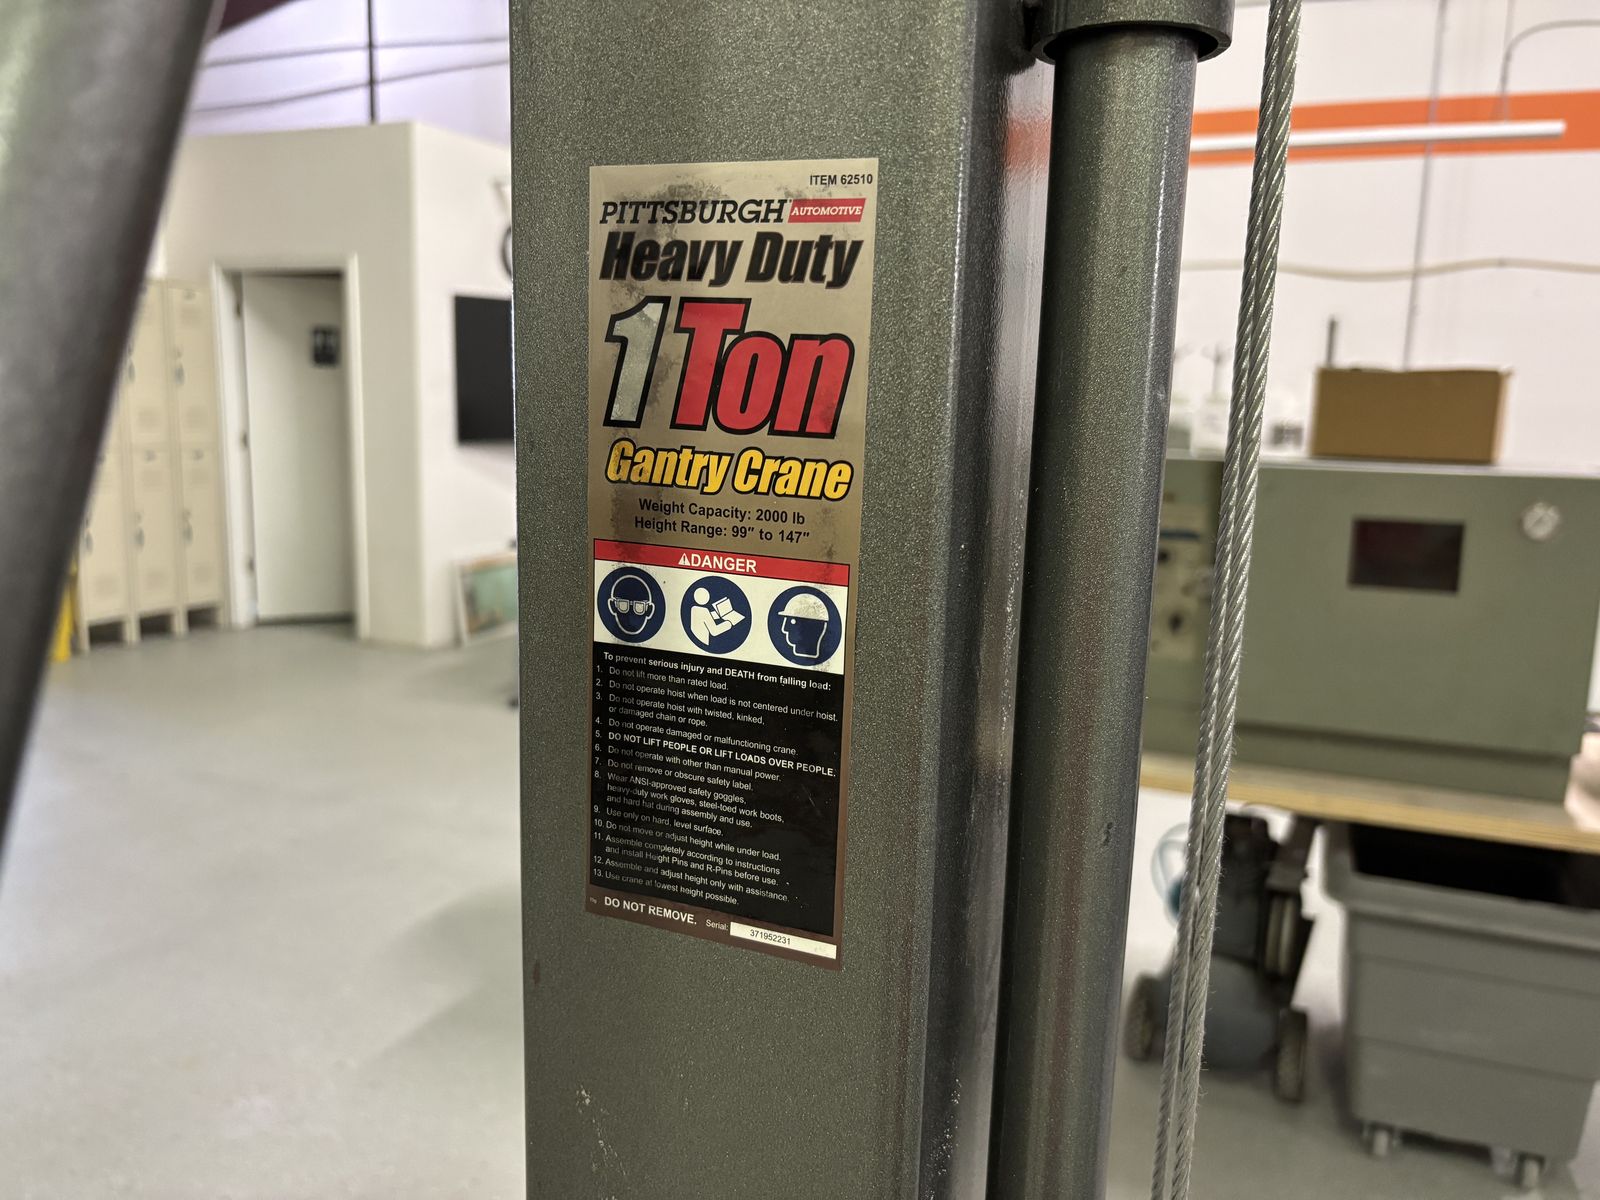 ITEM 62510
PITTSBURGH AUTOMOTIVE
Heavy Duty
1 Ton
Gantry Crane
Weight Capacity: 2000 lb
Height Range: 99" to 147"
⚠DANGER
To prevent serious injury and DEATH from falling load:
1. Do not lift more than rated load.
2. Do not operate hoist when load is not centered under hoist.
3. Do not operate hoist with twisted, kinked,
or damaged chain or rope.
4. Do not operate damaged or malfunctioning crane.
5. DO NOT LIFT PEOPLE OR LIFT LOADS OVER PEOPLE.
6. Do not operate with other than manual power.
7. Do not remove or obscure safety label.
8. Wear ANSI-approved safety goggles,
heavy-duty work gloves, steel-toed work boots,
and hard hat during assembly and use.
9. Use only on hard, level surface.
10. Do not move or adjust height while under load.
11. Assemble completely according to instructions
and install Height Pins and R-Pins before use.
12. Assemble and adjust height only with assistance.
13. Use crane at lowest height possible.
DO NOT REMOVE. Serial: 371952231